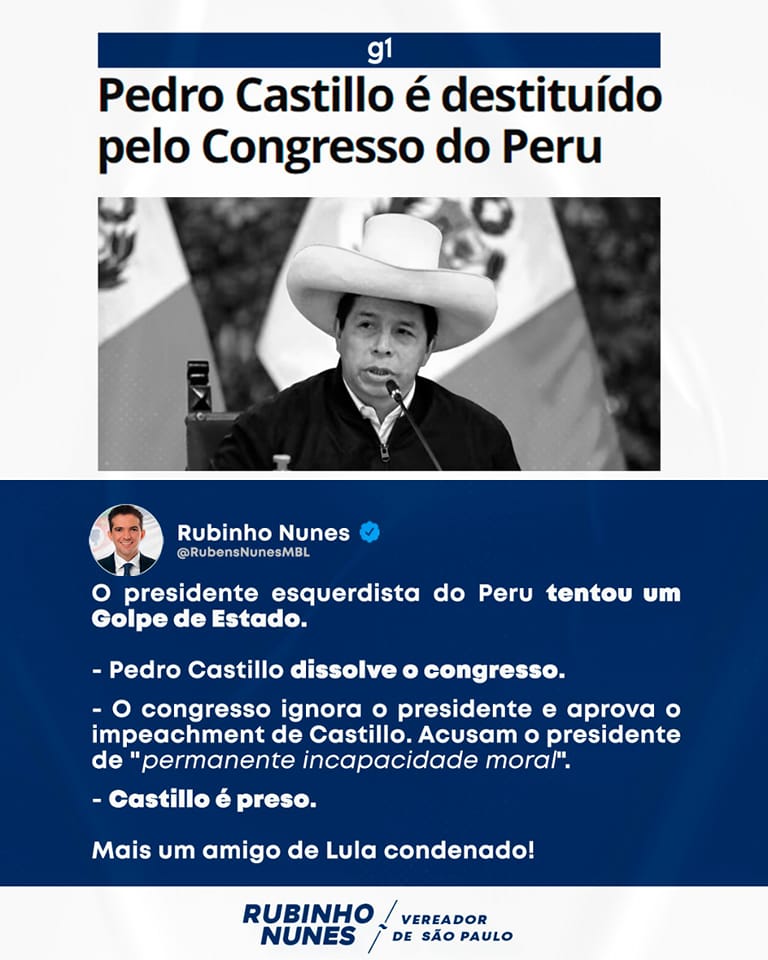 g1
Pedro Castillo é destituído
pelo Congresso do Peru
Rubinho Nunes
@RubensNunesMBL
O presidente esquerdista do Peru tentou um
Golpe de Estado.
- Pedro Castillo dissolve o congresso.
- O congresso ignora o presidente e aprova o
impeachment de Castillo. Acusam o presidente
de "permanente incapacidade moral".
- Castillo é preso.
Mais um amigo de Lula condenado!
RUBINHO
NUNES
VEREADOR
DE SÃO PAULO